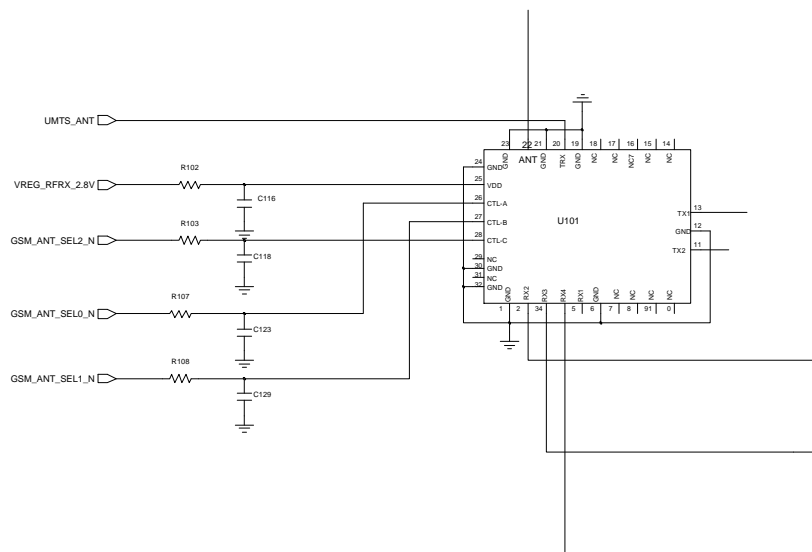 UMTS_ANT
R102
VREG_RFRX_2.8V
C116
R103
GSM_ANT_SEL2_N
C118
R107
GSM_ANT_SEL0_N
C123
R108
GSM_ANT_SEL1_N
C129
23 22 21 20 19 18 17 16 15 14
GND ANT GND TRX GND NC NC NC7 NC NC
24 GND
25 VDD
26 CTL-A
27 CTL-B
28 CTL-C
29 NC
30 GND
31 NC
32 GND
U101
TX1 13
GND 12
TX2 11
GND RX2 RX3 RX4 RX1 GND NC NC NC NC
1 2 34 5 6 7 8 91 0